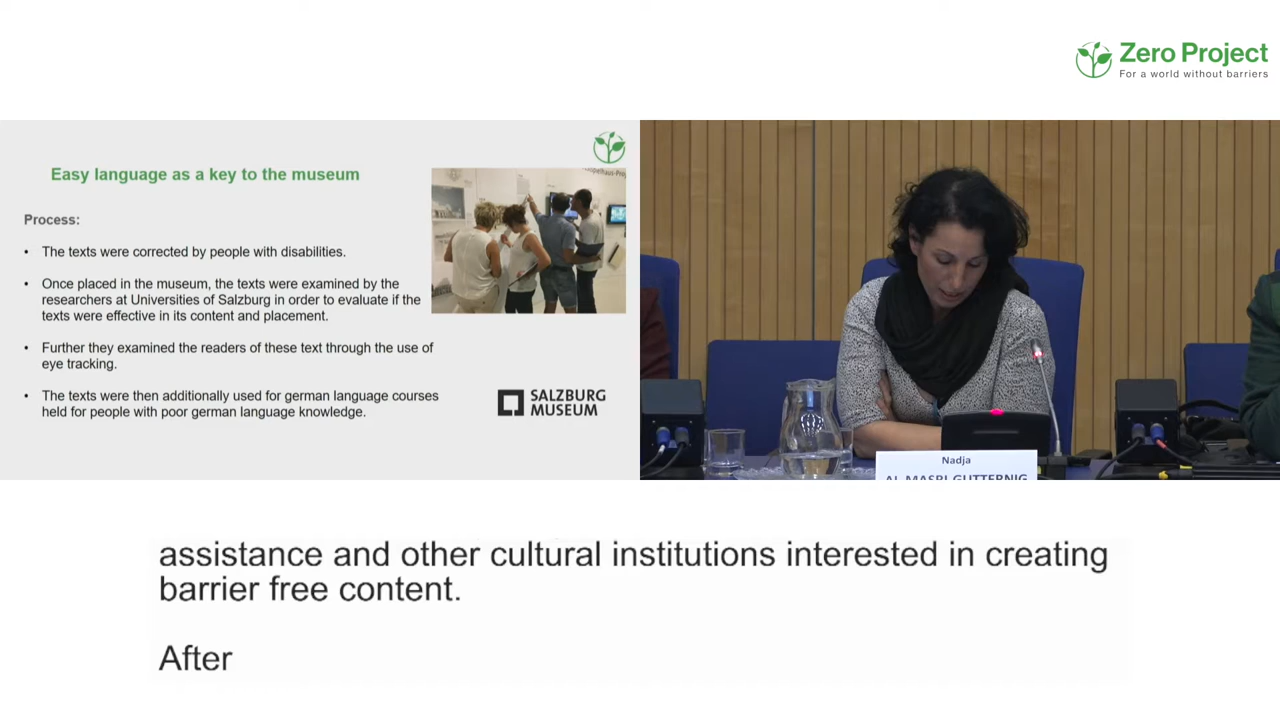 Zero Project
For a world without barriers
Easy language as a key to the museum
Process:
• The texts were corrected by people with disabilities.
• Once placed in the museum, the texts were examined by the
researchers at Universities of Salzburg in order to evaluate if the
texts were effective in its content and placement.
• Further they examined the readers of these text through the use of
eye tracking.
• The texts were then additionally used for german language courses
held for people with poor german language knowledge.
SALZBURG
MUSEUM
Nadja
AL-MASRI GUTTERNIG
assistance and other cultural institutions interested in creating
barrier free content.
After